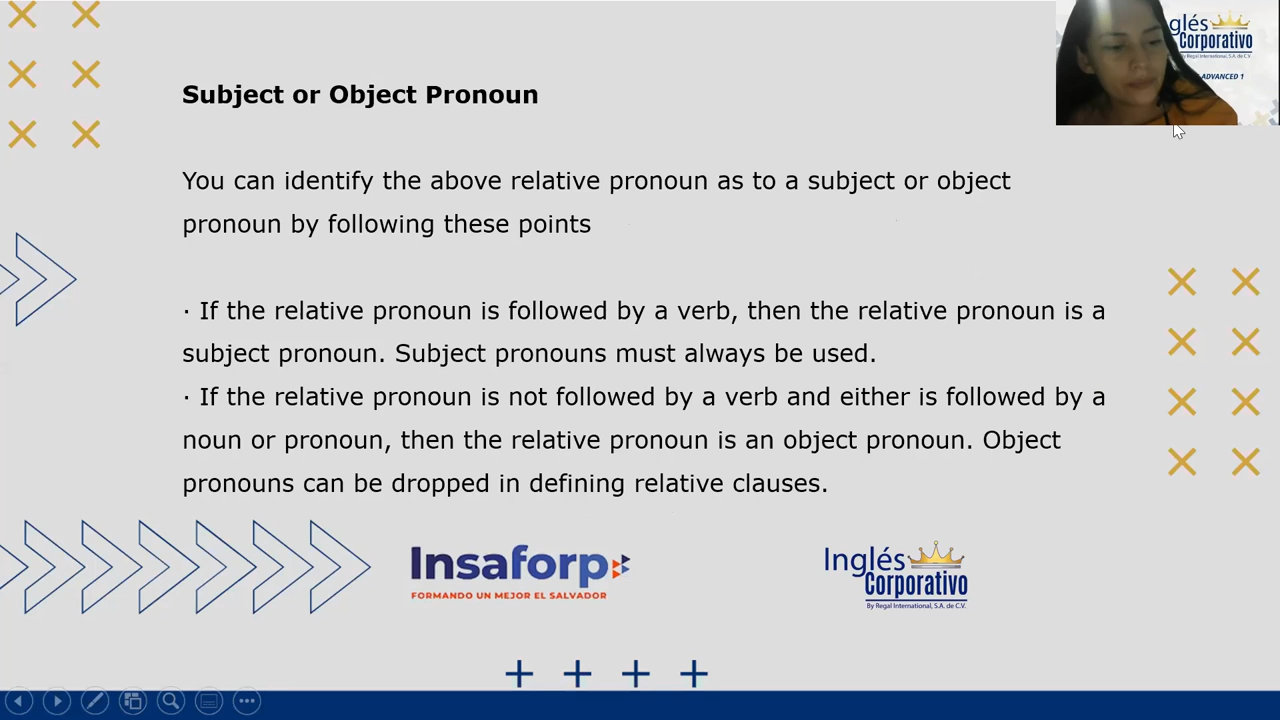 glés
Corporativo
By Regal International, S.A. de C.V.
ADVANCED 1
Subject or Object Pronoun
You can identify the above relative pronoun as to a subject or object
pronoun by following these points
· If the relative pronoun is followed by a verb, then the relative pronoun is a
subject pronoun. Subject pronouns must always be used.
· If the relative pronoun is not followed by a verb and either is followed by a
noun or pronoun, then the relative pronoun is an object pronoun. Object
pronouns can be dropped in defining relative clauses.
Insaforp
FORMANDO UN MEJOR EL SALVADOR
Inglés
Corporativo
By Regal International, S.A. de C.V.